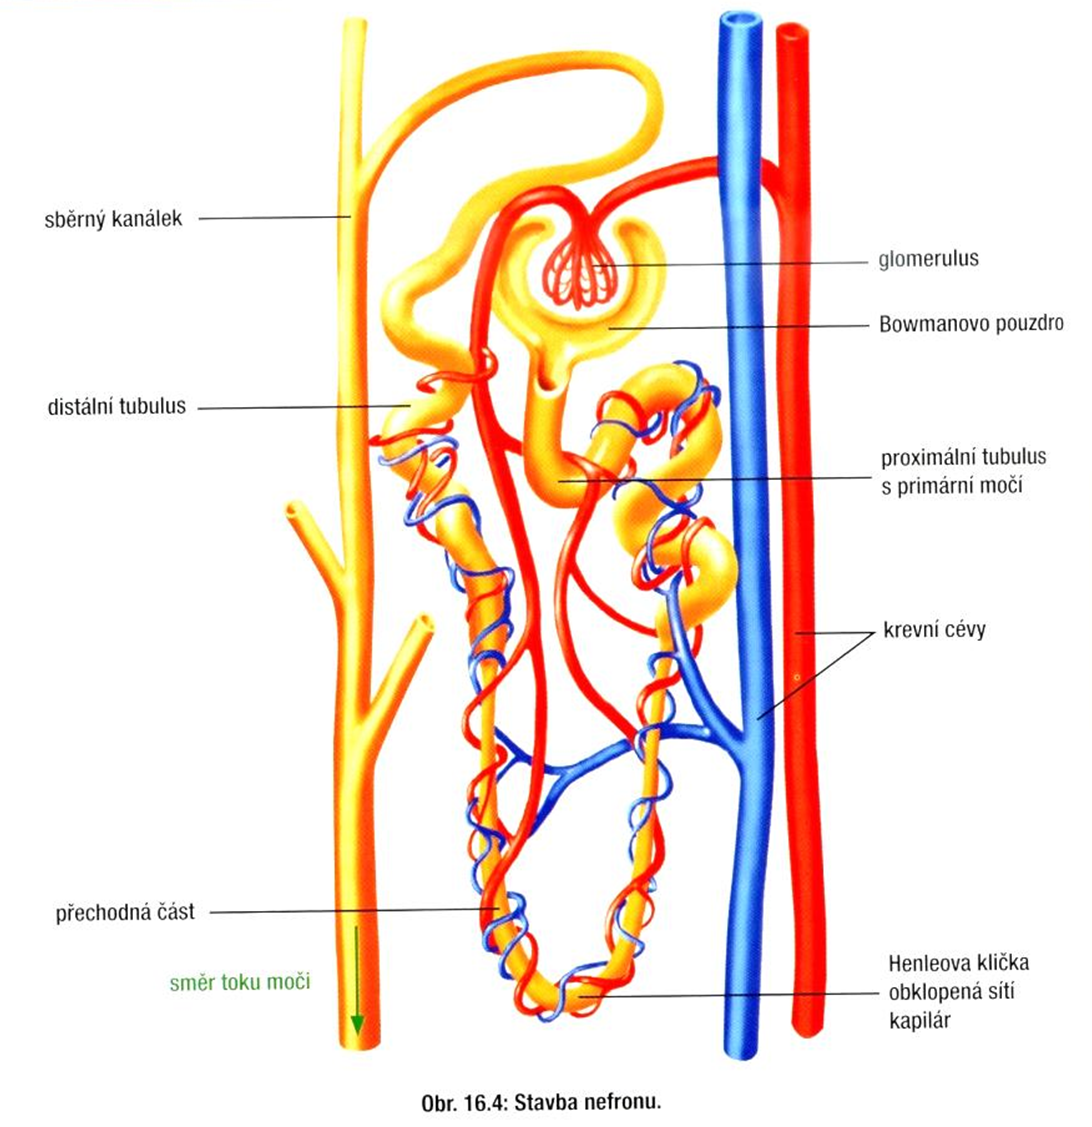 sběrný kanálek
glomerulus
Bowmanovo pouzdro
distální tubulus
proximální tubulus
s primární močí
krevní cévy
přechodná část
směr toku moči
Henleova klička
obklopená sítí
kapilár
Obr. 16.4: Stavba nefronu.